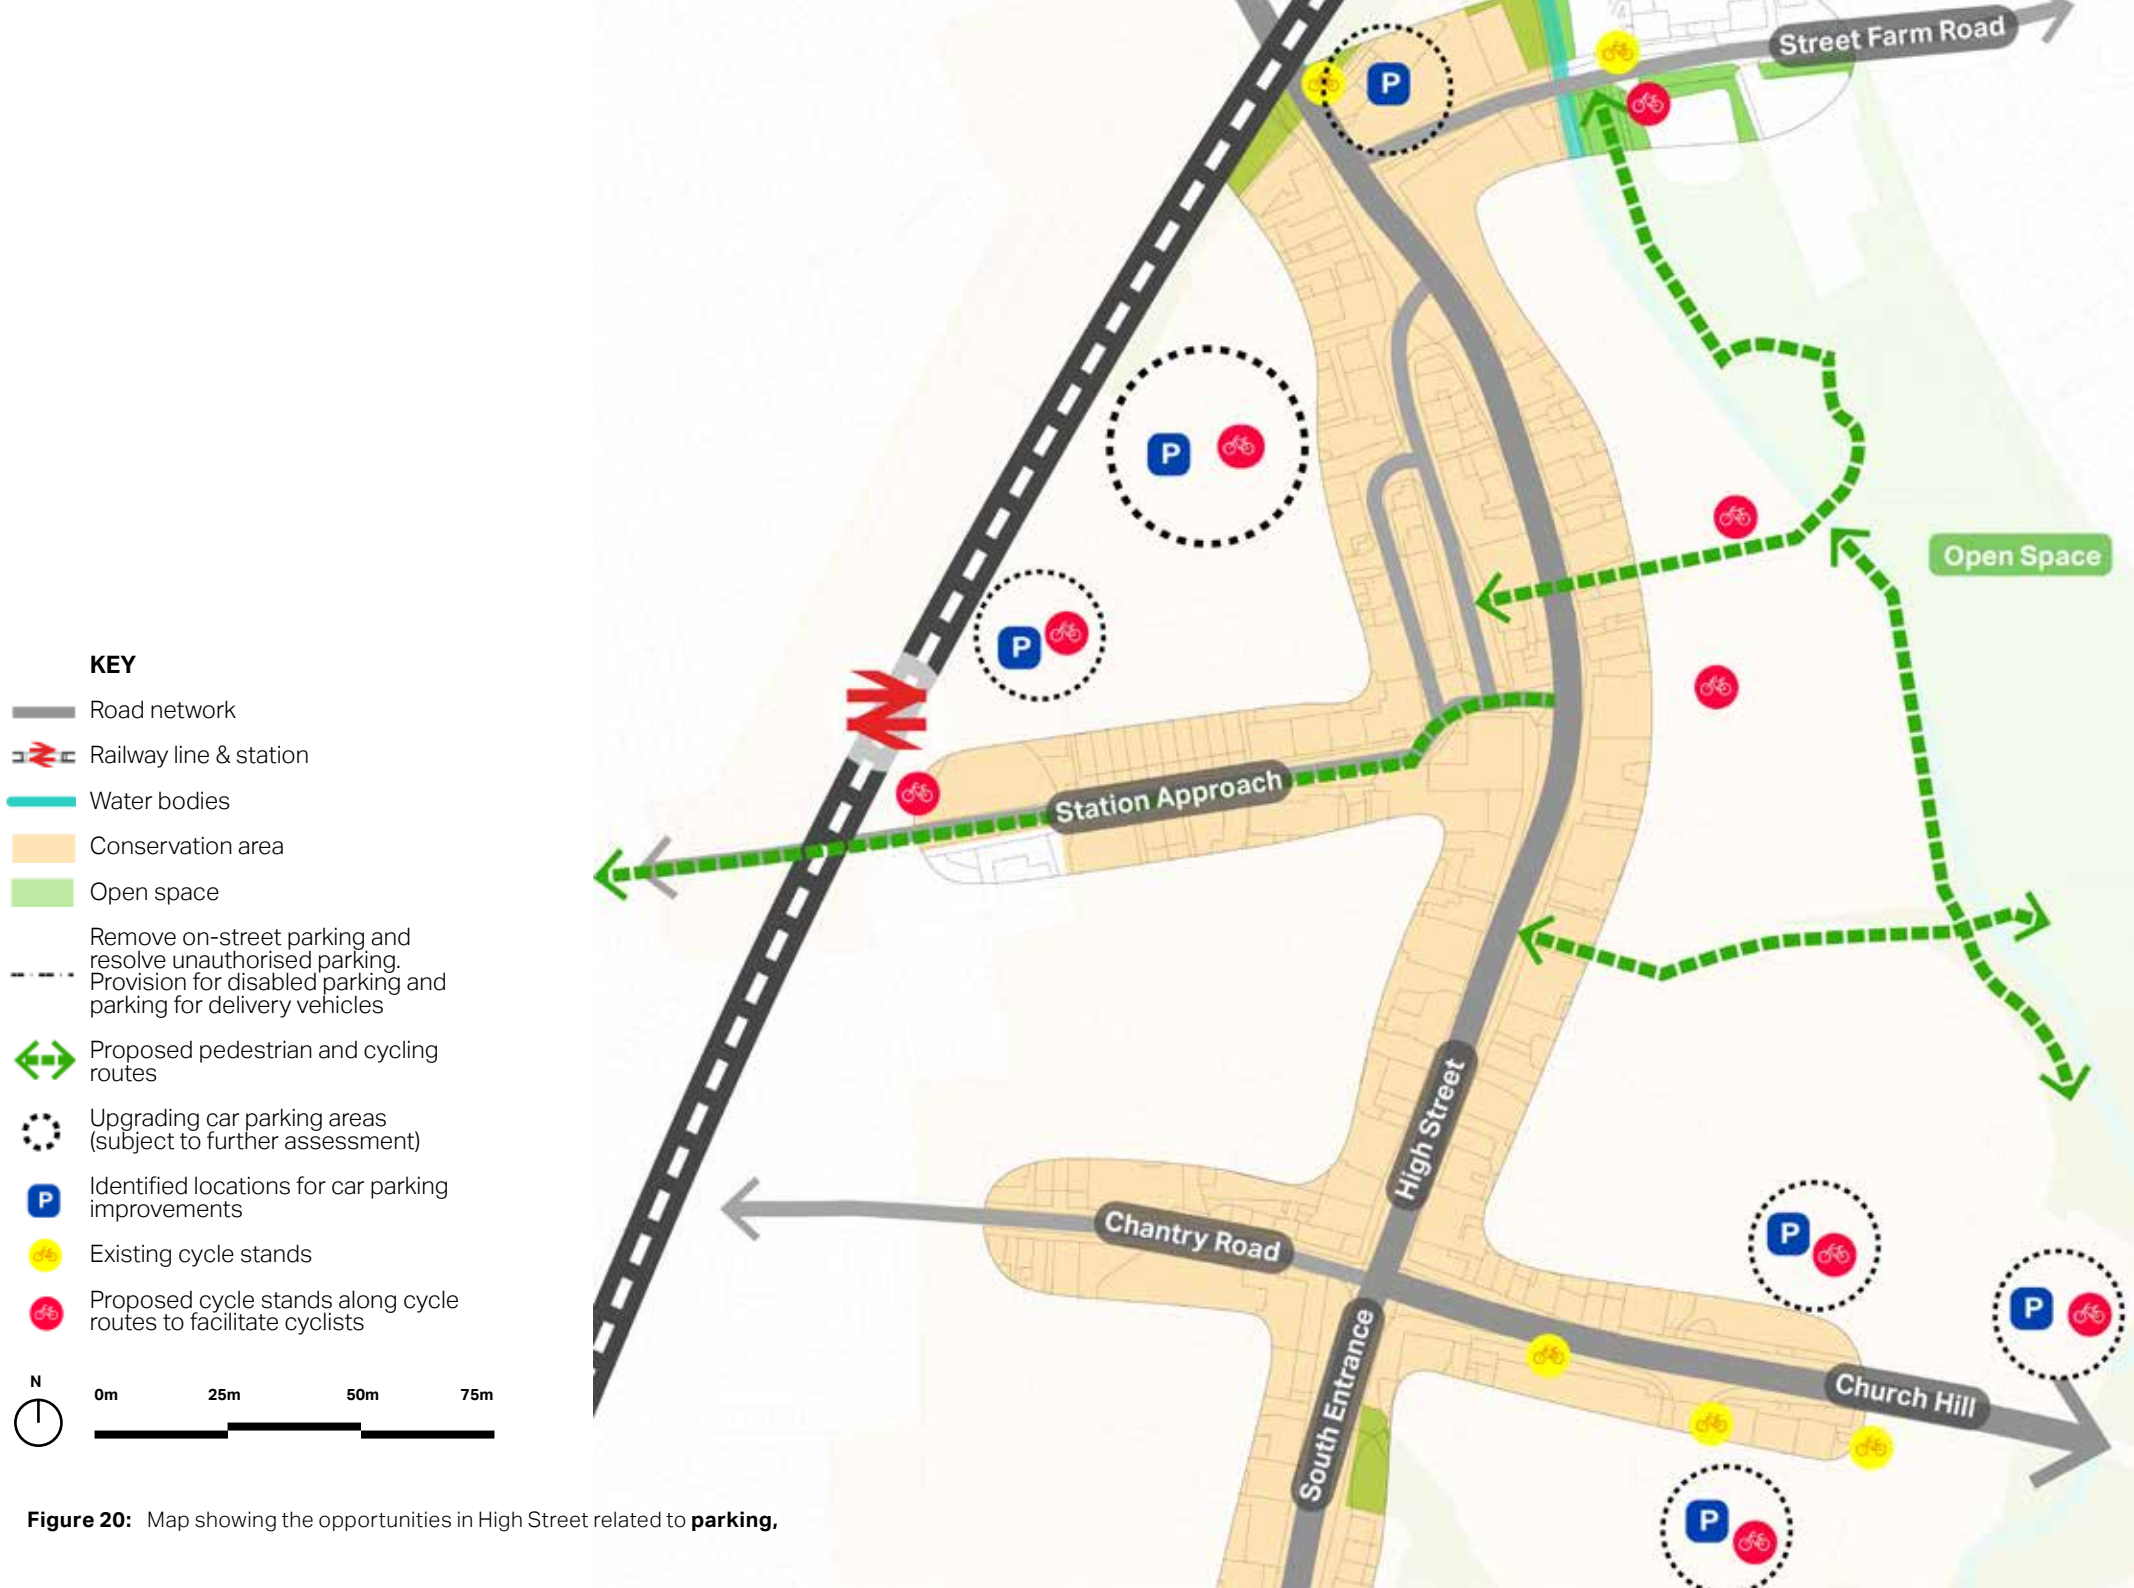 KEY
Road network
Railway line & station
Water bodies
Conservation area
Open space
Remove on-street parking and
resolve unauthorised parking.
Provision for disabled parking and
parking for delivery vehicles
Proposed pedestrian and cycling
routes
Upgrading car parking areas
(subject to further assessment)
P
Identified locations for car parking
improvements
Existing cycle stands
Proposed cycle stands along cycle
routes to facilitate cyclists
N
0m 25m 50m 75m
Figure 20: Map showing the opportunities in High Street related to parking,
Street Farm Road
P
P
Open Space
P
Station Approach
High Street
Chantry Road
P
P
South Entrance
Church Hill
P